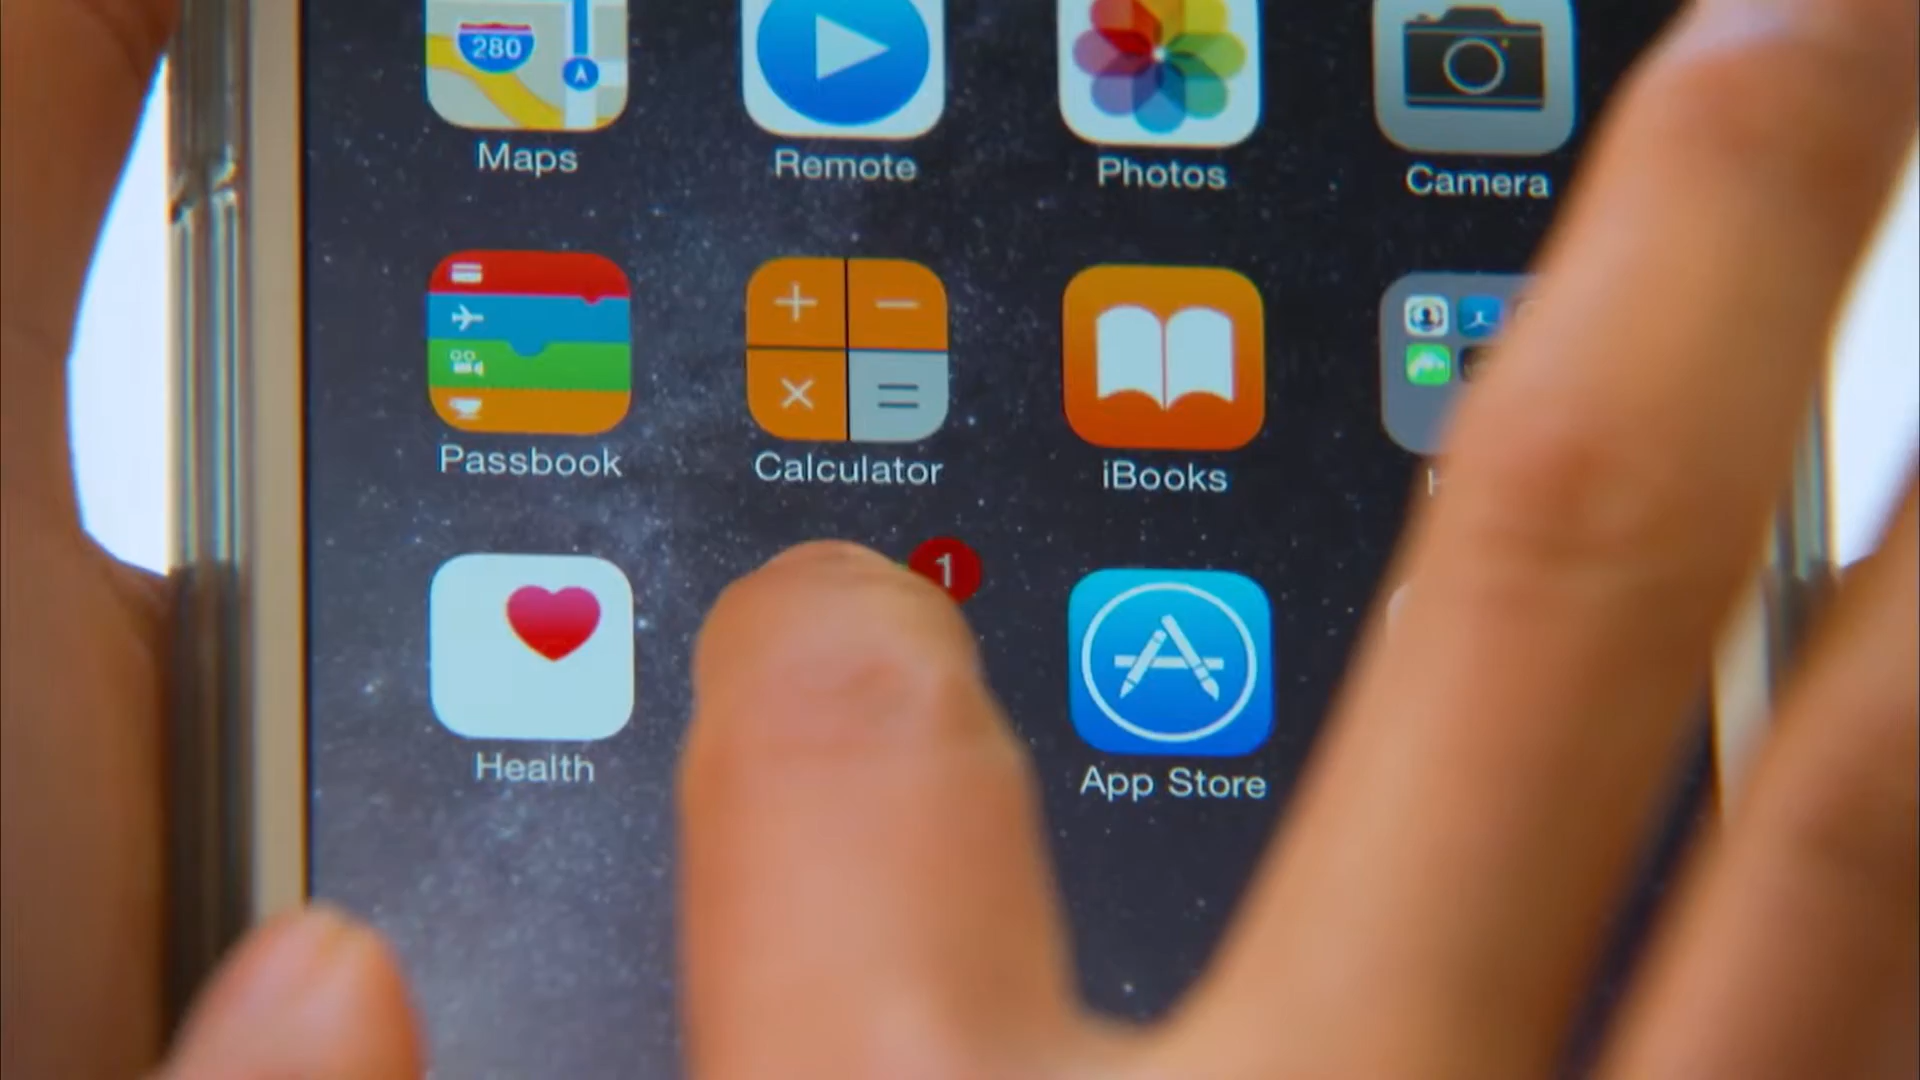 280
Maps
Remote
Photos
Camera
Passbook
Calculator
iBooks
1
Health
App Store